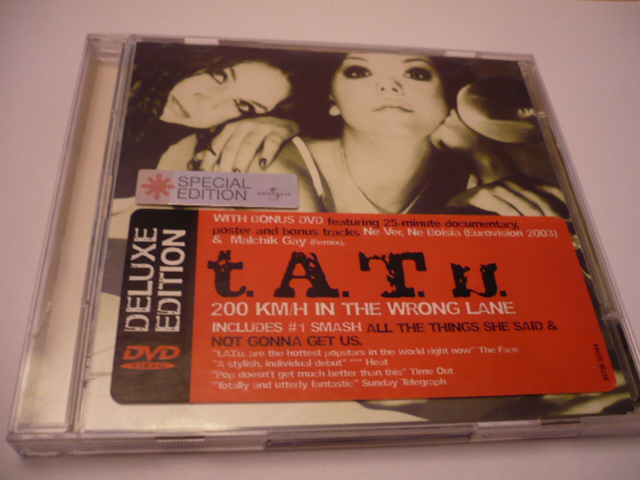 SPECIAL
EDITION
UNIVERSAL
DELUXE
EDITION
DVD
VIDEO
WITH BONUS DVD featuring 25-minute documentary,
poster and bonus tracks Ne Ver, Ne Boisia (Eurovision 2003)
& Malchik Gay (Remix).
t.A.T.u.
200 KM/H IN THE WRONG LANE
INCLUDES #1 SMASH ALL THE THINGS SHE SAID &
NOT GONNA GET US.
"t.A.T.u. are the hottest popstars in the world right now" The Face
"A stylish, individual debut" **** Heat
"Pop doesn't get much better than this" Time Out
"Totally and utterly fantastic" Sunday Telegraph